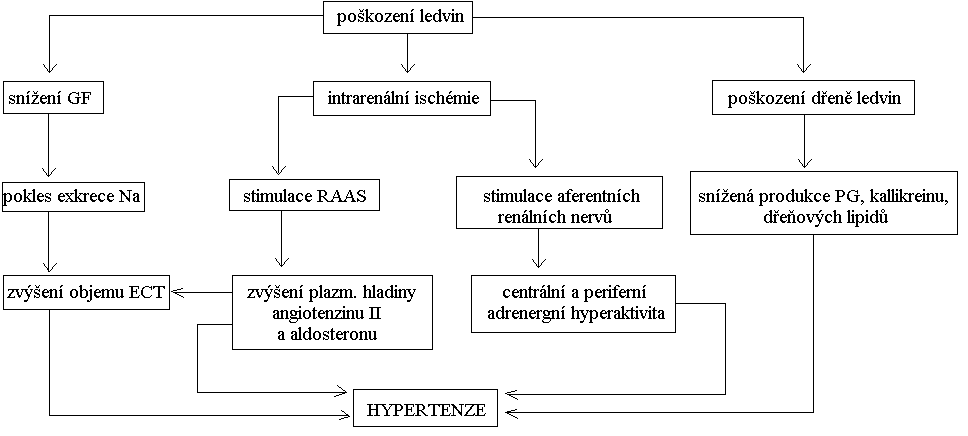 poškození ledvin
snížení GF
intrarenální ischémie
poškození dřeně ledvin
pokles exkrece Na
stimulace RAAS
stimulace aferentních
renálních nervů
snížená produkce PG, kallikreinu,
dřeňových lipidů
zvýšení objemu ECT
zvýšení plazm. hladiny
angiotenzinu II
a aldosteronu
centrální a periferní
adrenergní hyperaktivita
HYPERTENZE